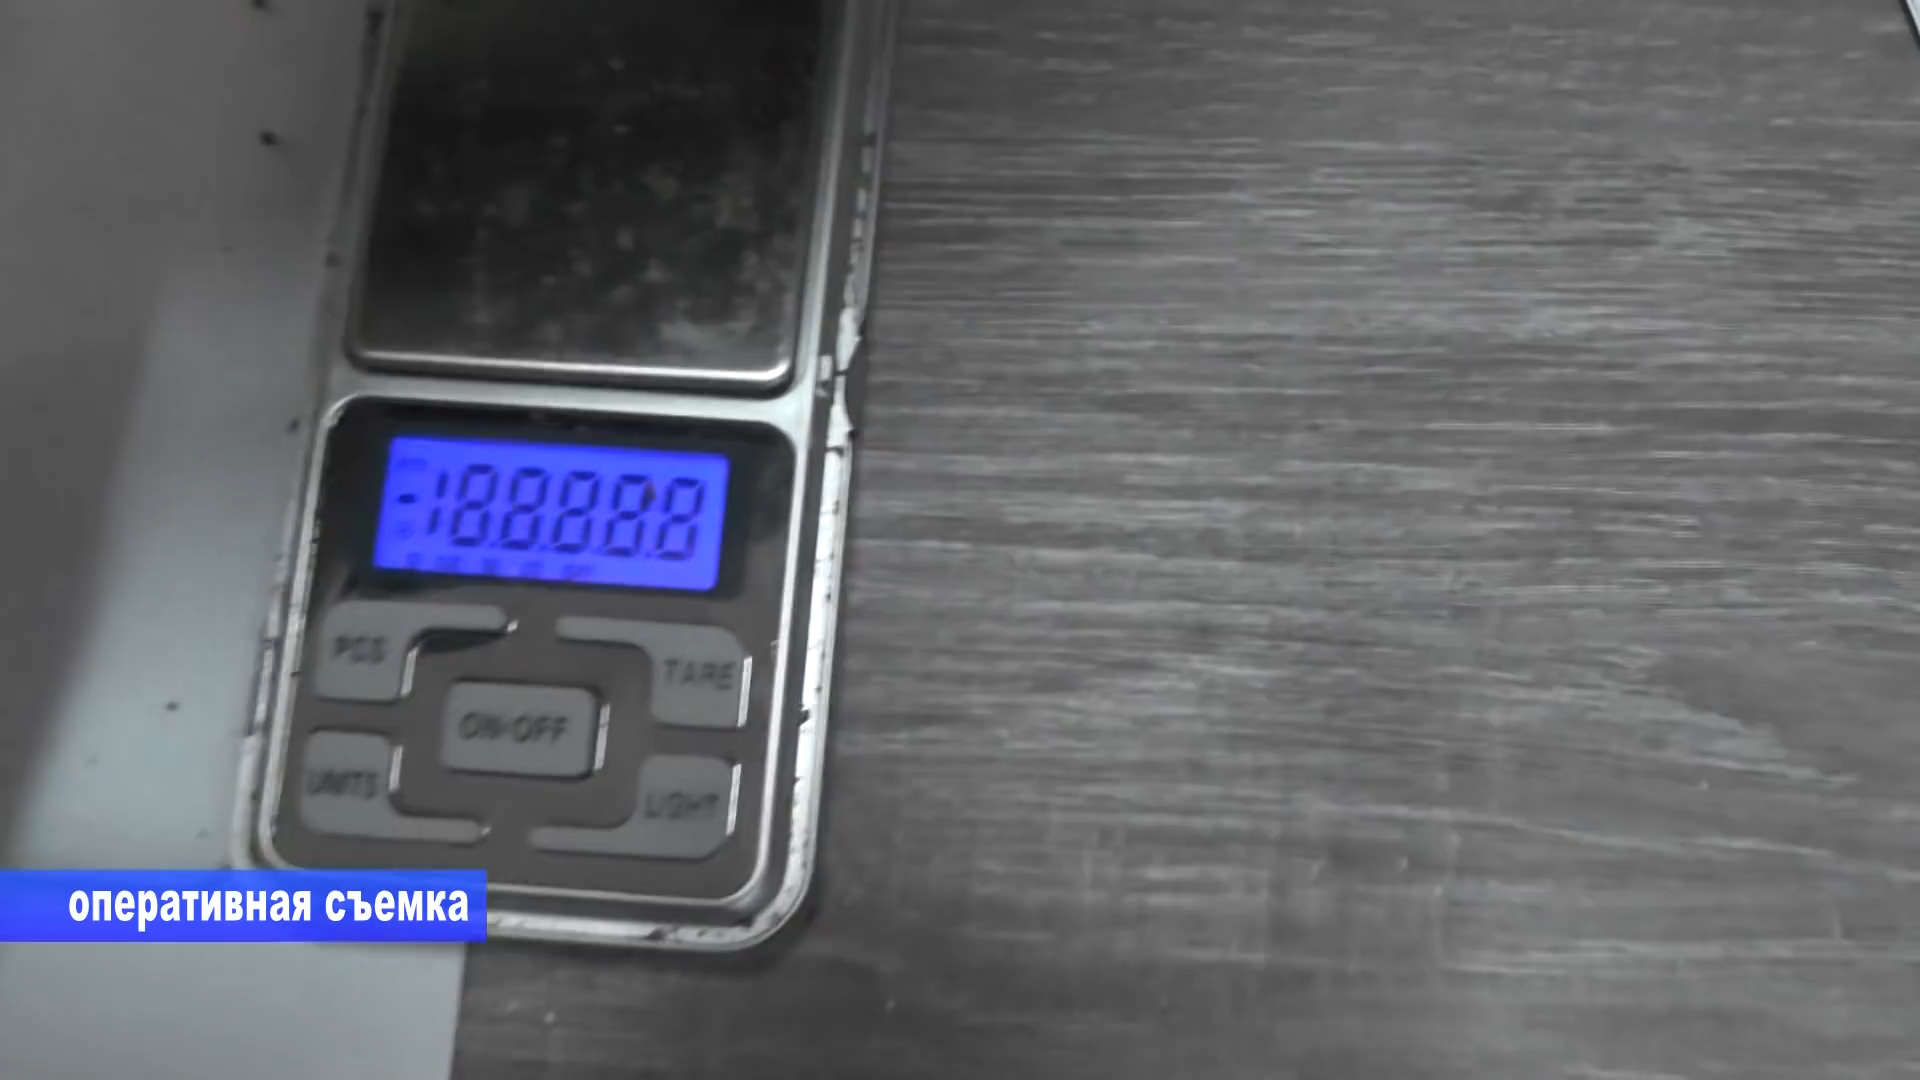 -188888
PCS
TARE
ON-OFF
UNITS
LIGHT
оперативная съемка